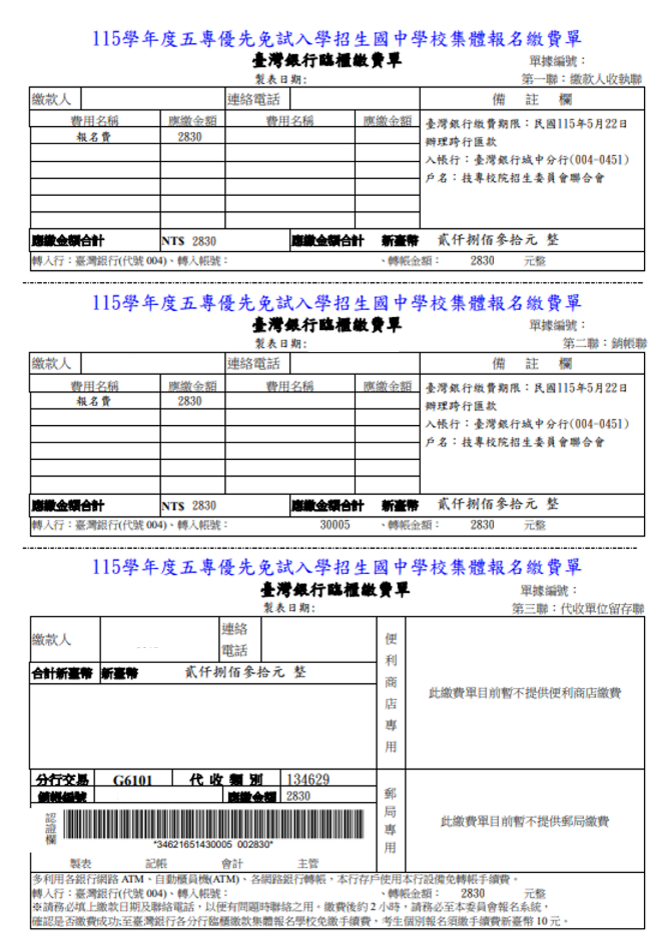 115學年度五專優先免試入學招生國中學校集體報名繳費單
臺灣銀行臨櫃繳費單 單據編號：
製表日期: 第一聯：繳款人收執聯
繳款人 連絡電話 備 註 欄
費用名稱 應繳金額 費用名稱 應繳金額 臺灣銀行繳費期限：民國115年5月22日
報名費 2830 辦理跨行匯款
入帳行：臺灣銀行城中分行(004-0451)
戶名：技專校院招生委員會聯合會
應繳金額合計 NT$ 2830 應繳金額合計 新臺幣 貳仟捌佰參拾元 整
轉入行：臺灣銀行(代號 004)、轉入帳號： 、轉帳金額： 2830 元整
115學年度五專優先免試入學招生國中學校集體報名繳費單
臺灣銀行臨櫃繳費單 單據編號：
製表日期: 第二聯：銷帳聯
繳款人 連絡電話 備 註 欄
費用名稱 應繳金額 費用名稱 應繳金額 臺灣銀行繳費期限：民國115年5月22日
報名費 2830 辦理跨行匯款
入帳行：臺灣銀行城中分行(004-0451)
戶名：技專校院招生委員會聯合會
應繳金額合計 NT$ 2830 應繳金額合計 新臺幣 貳仟捌佰參拾元 整
轉入行：臺灣銀行(代號 004)、轉入帳號： 30005 、轉帳金額： 2830 元整
115學年度五專優先免試入學招生國中學校集體報名繳費單
臺灣銀行臨櫃繳費單 單據編號：
製表日期: 第三聯：代收單位留存聯
繳款人 連絡電話 便利商店專用 此繳費單目前暫不提供便利商店繳費
合計新臺幣 新臺幣 貳仟捌佰參拾元 整
分行交易 G6101 代 收 類 別 134629 郵局專用 此繳費單目前暫不提供郵局繳費
銷帳編號 應繳金額 2830
認證欄 *34621651430005 002830*
製表 記帳 會計 主管
多利用各銀行網路 ATM、自動櫃員機(ATM)、各網路銀行轉帳，本行存戶使用本行設備免轉帳手續費。
轉入行：臺灣銀行(代號 004)、轉入帳號： 、轉帳金額： 2830 元整
※請務必填上繳款日期及聯絡電話，以便有問題時聯絡之用。繳費後約 2 小時，請務必至本委員會報名系統，
確認是否繳費成功;至臺灣銀行各分行臨櫃繳款集體報名學校免繳手續費，考生個別報名須繳手續費新臺幣 10 元。